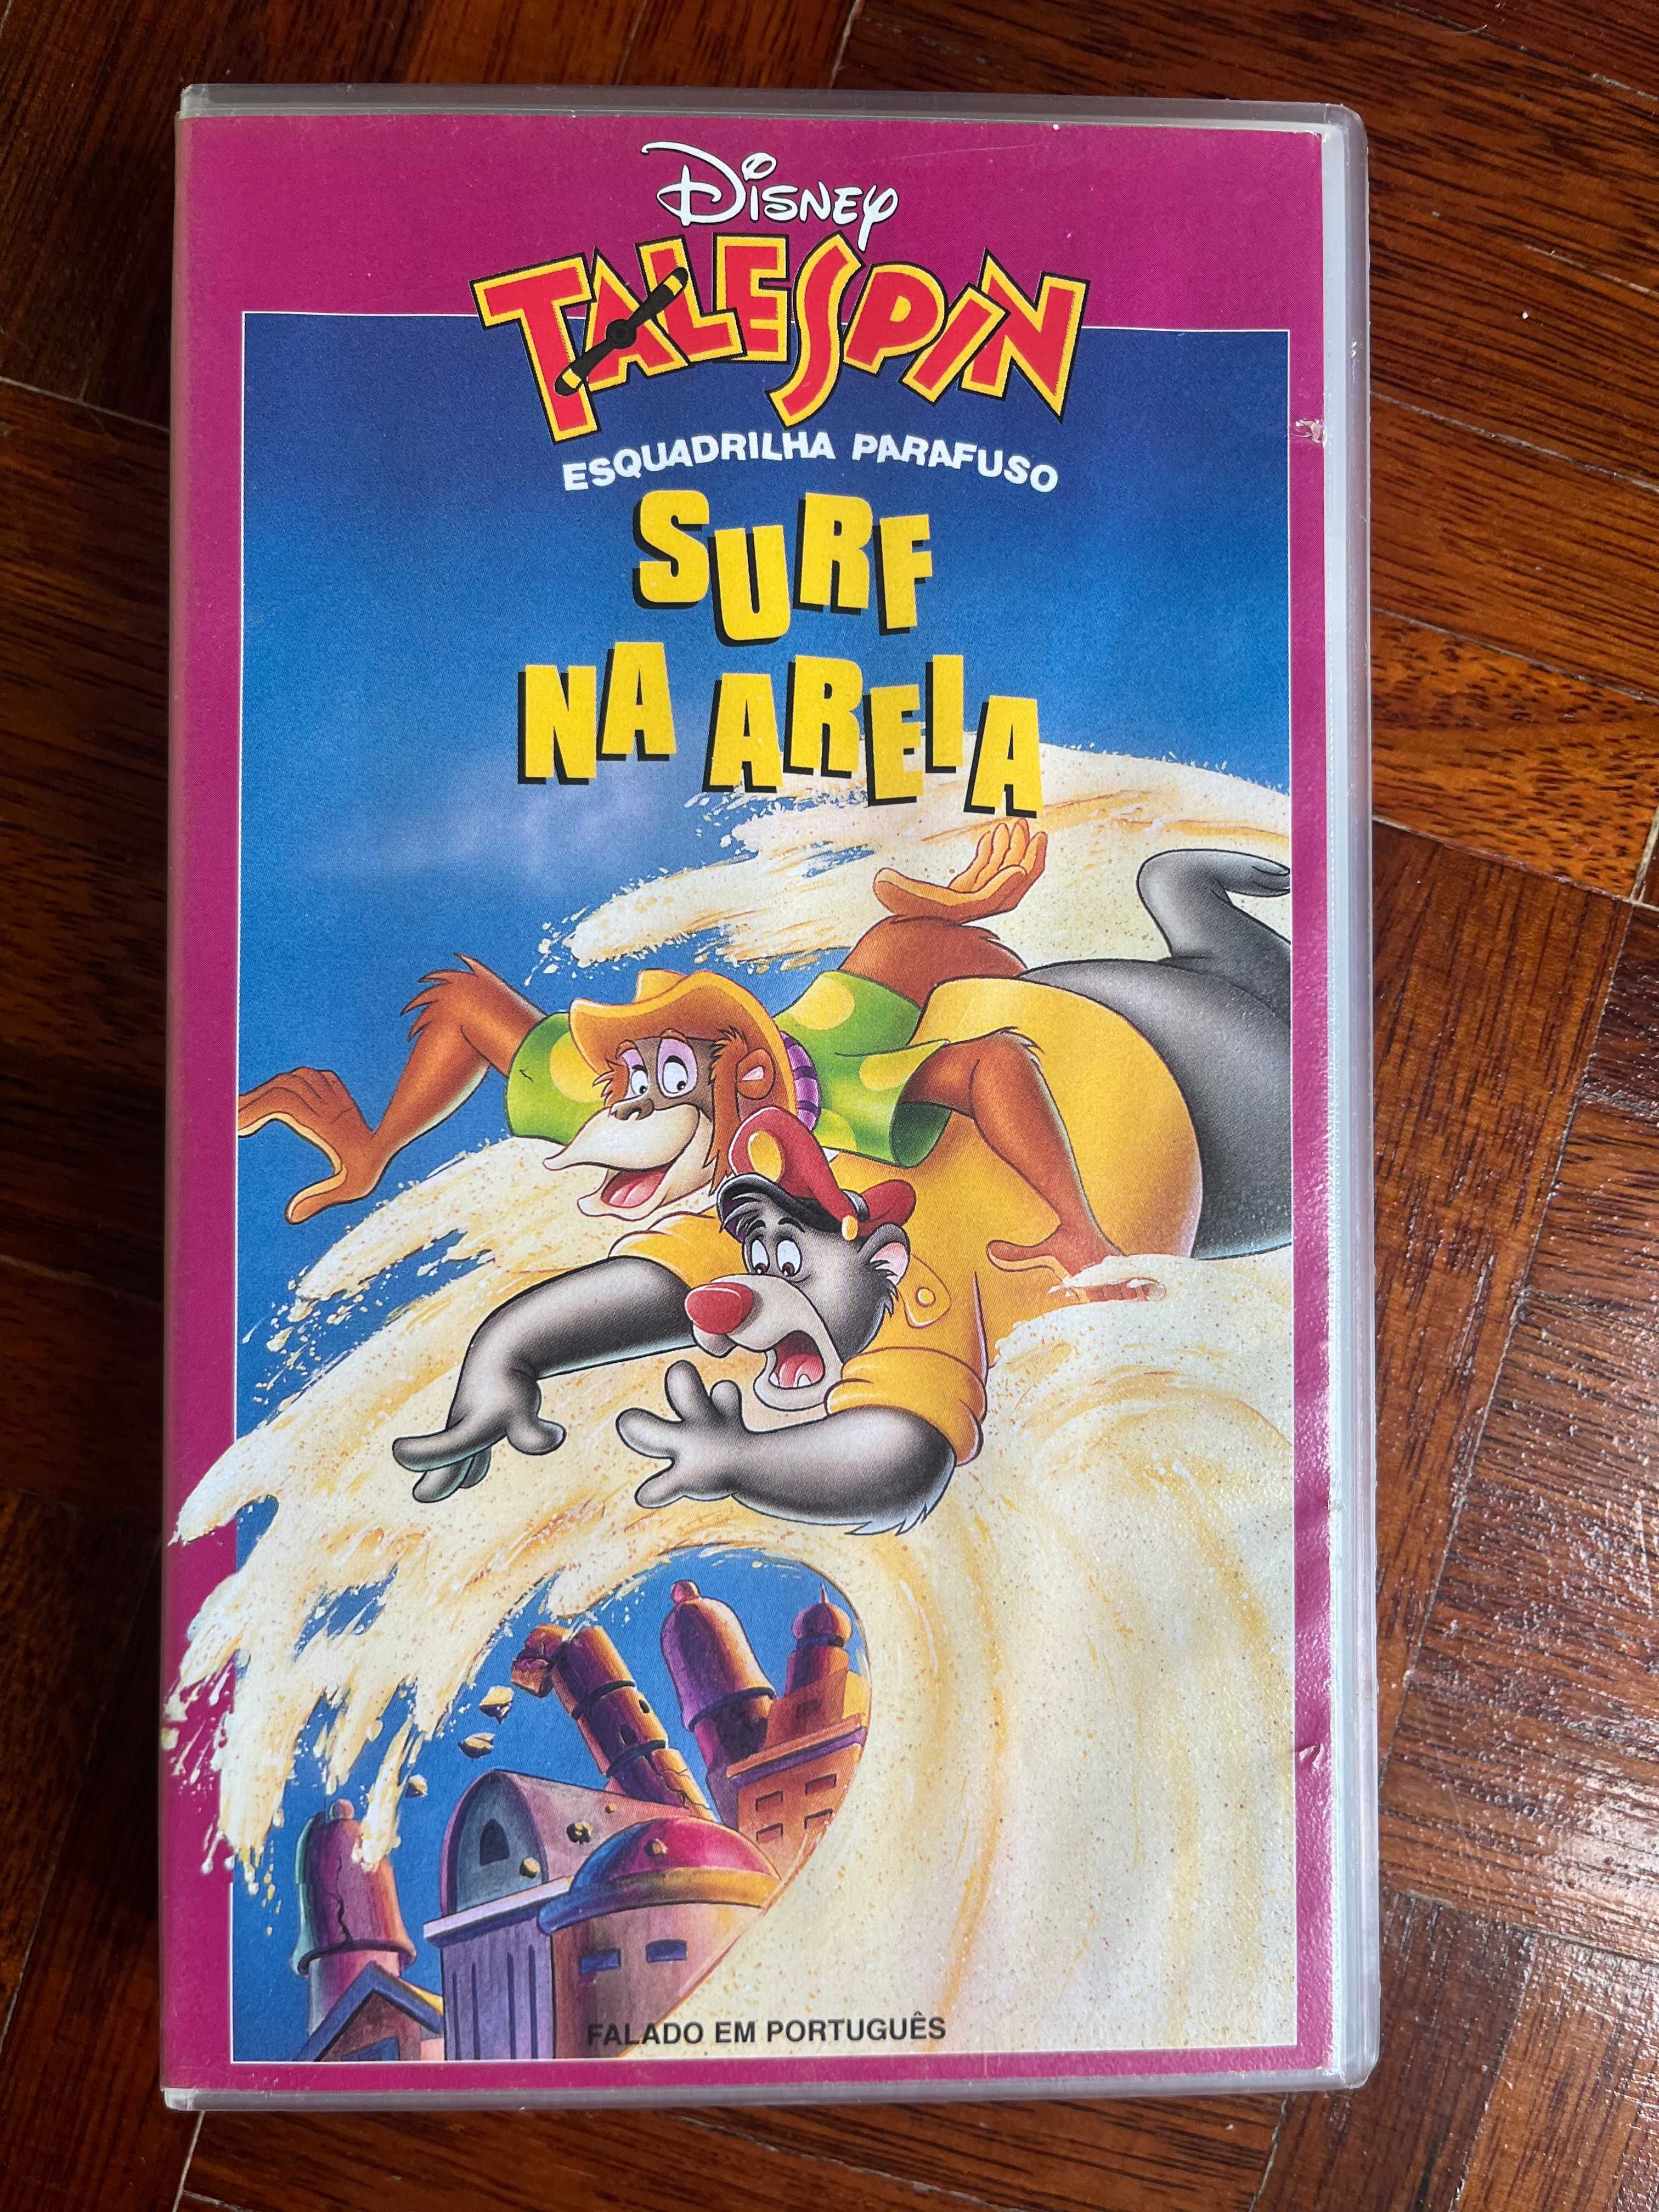 DISNEY
TALESPIN
ESQUADRILHA PARAFUSO
SURF
NA AREIA
FALADO EM PORTUGUÊS